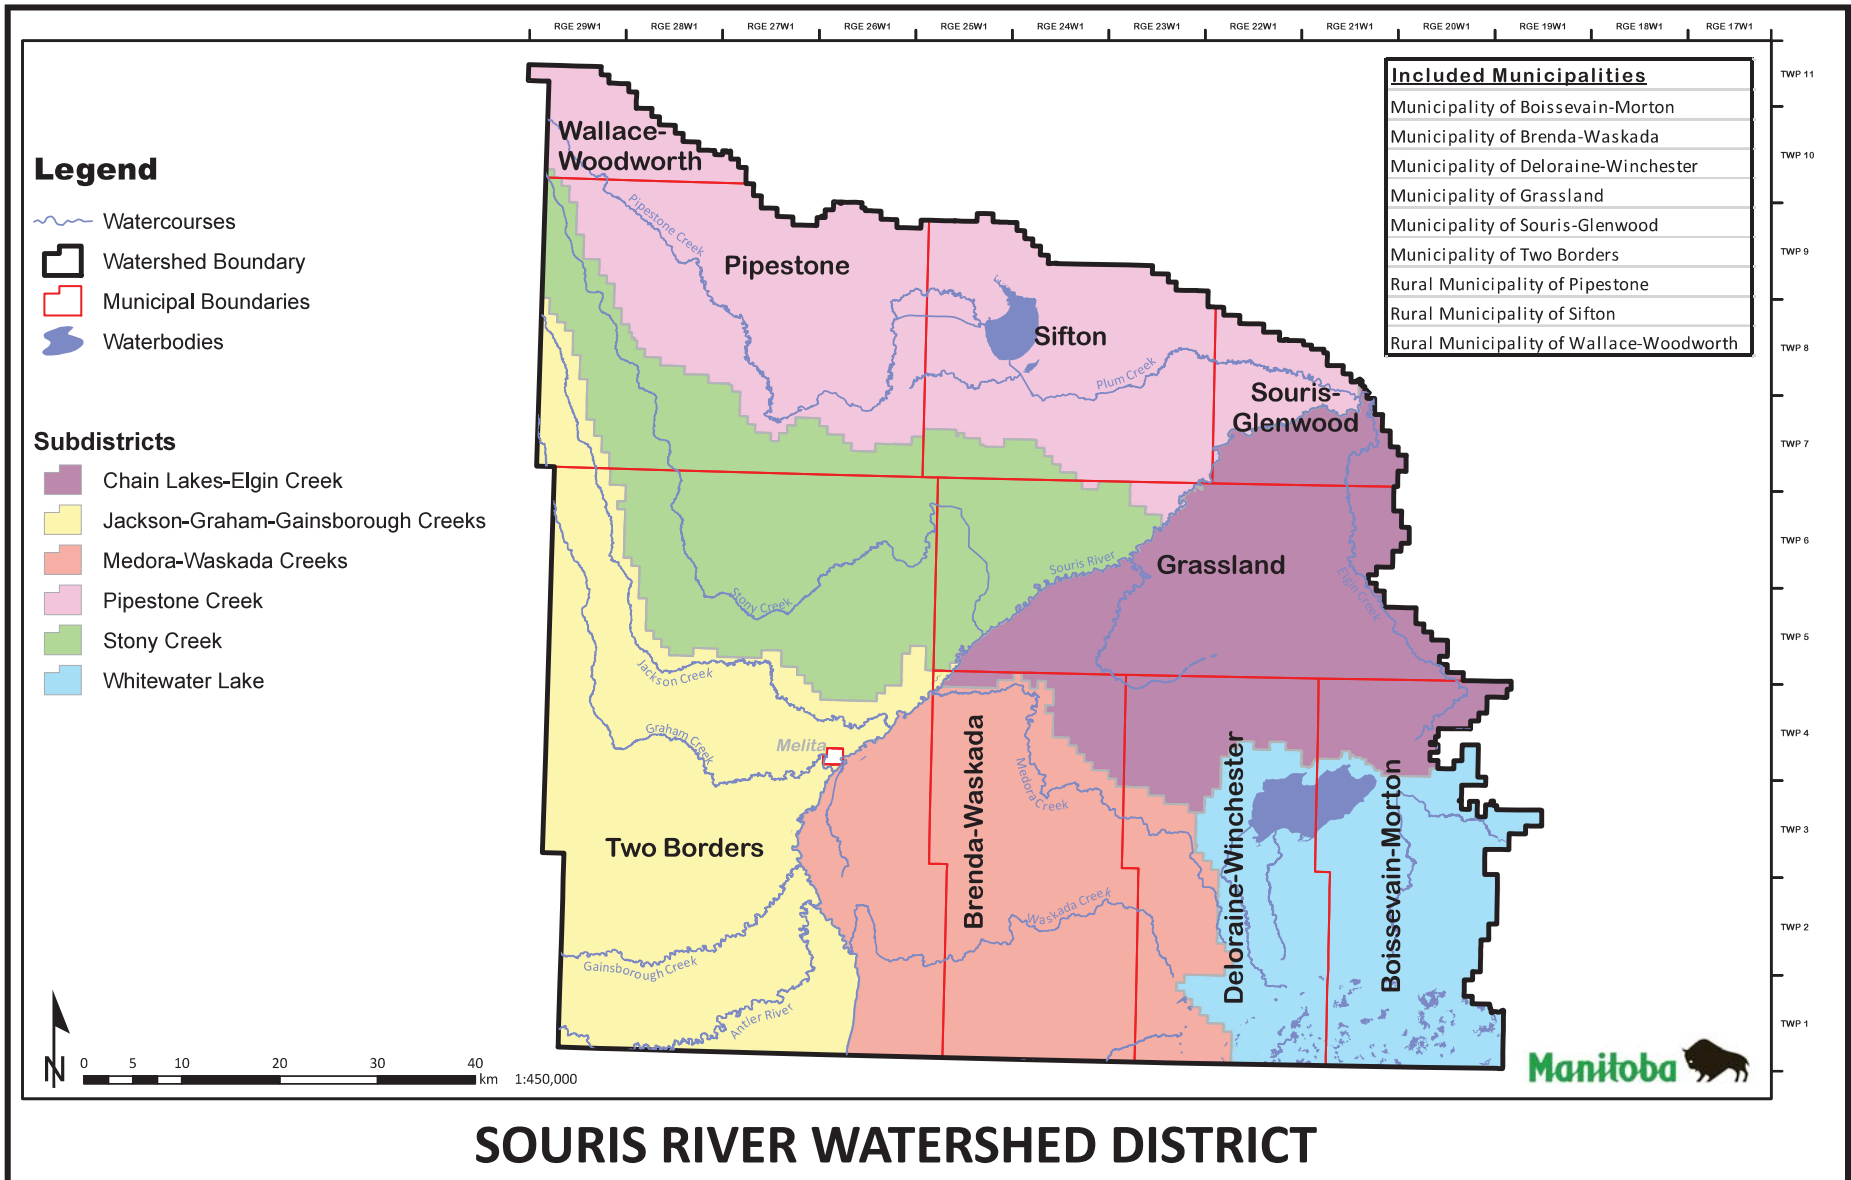 RGE 29W1 RGE 28W1 RGE 27W1 RGE 26W1 RGE 25W1 RGE 24W1 RGE 23W1 RGE 22W1 RGE 21W1 RGE 20W1 RGE 19W1 RGE 18W1 RGE 17W1
TWP 11
TWP 10
TWP 9
TWP 8
TWP 7
TWP 6
TWP 5
TWP 4
TWP 3
TWP 2
TWP 1
Included Municipalities
Municipality of Boissevain-Morton
Municipality of Brenda-Waskada
Municipality of Deloraine-Winchester
Municipality of Grassland
Municipality of Souris-Glenwood
Municipality of Two Borders
Rural Municipality of Pipestone
Rural Municipality of Sifton
Rural Municipality of Wallace-Woodworth
Legend
Watercourses
Watershed Boundary
Municipal Boundaries
Waterbodies
Subdistricts
Chain Lakes-Elgin Creek
Jackson-Graham-Gainsborough Creeks
Medora-Waskada Creeks
Pipestone Creek
Stony Creek
Whitewater Lake
Wallace-
Woodworth
Pipestone Creek
Pipestone
Sifton
Plum Creek
Souris-
Glenwood
Souris River
Grassland
Elgin Creek
Stony Creek
Jackson Creek
Graham Creek
Melita
Medora Creek
Brenda-Waskada
Deloraine-Winchester
Boissevain-Morton
Two Borders
Waskada Creek
Gainsborough Creek
Antler River
N
0 5 10 20 30 40
km 1:450,000
Manitoba
SOURIS RIVER WATERSHED DISTRICT